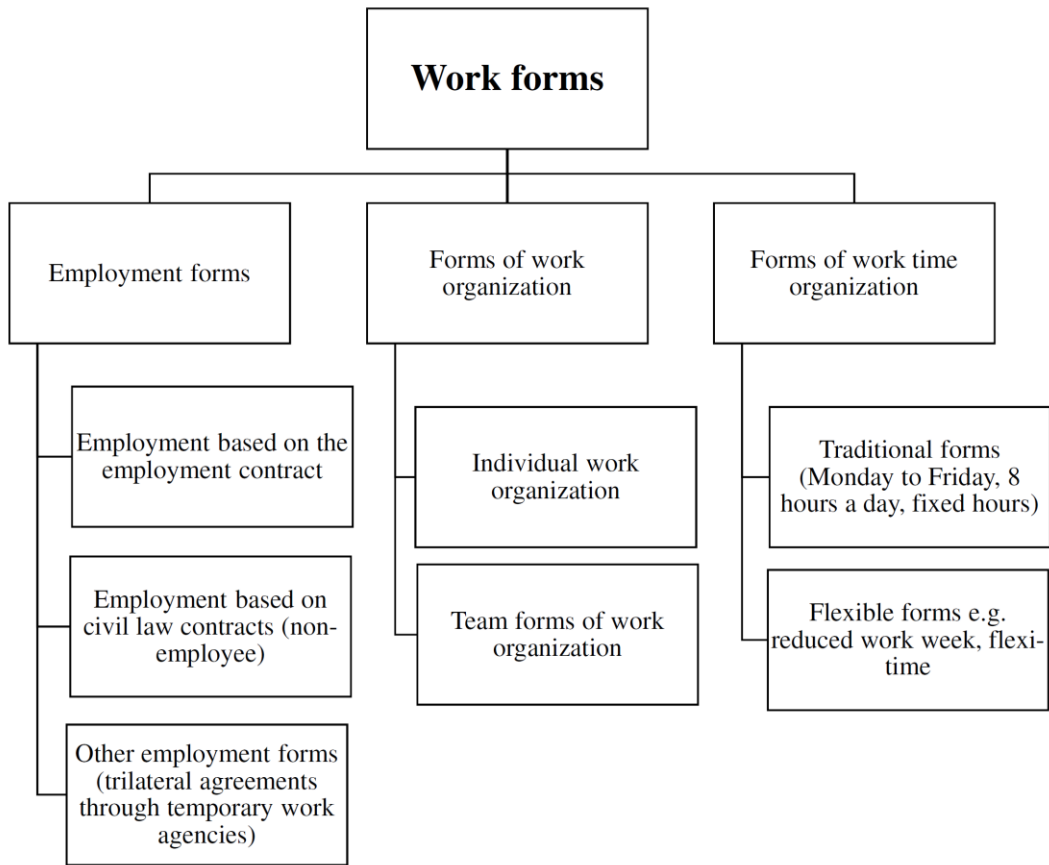 Work forms
Employment forms
Forms of work
organization
Forms of work time
organization
Employment based on the
employment contract
Employment based on
civil law contracts (non-
employee)
Other employment forms
(trilateral agreements
through temporary work
agencies)
Individual work
organization
Team forms of work
organization
Traditional forms
(Monday to Friday, 8
hours a day, fixed hours)
Flexible forms e.g.
reduced work week, flexi-
time